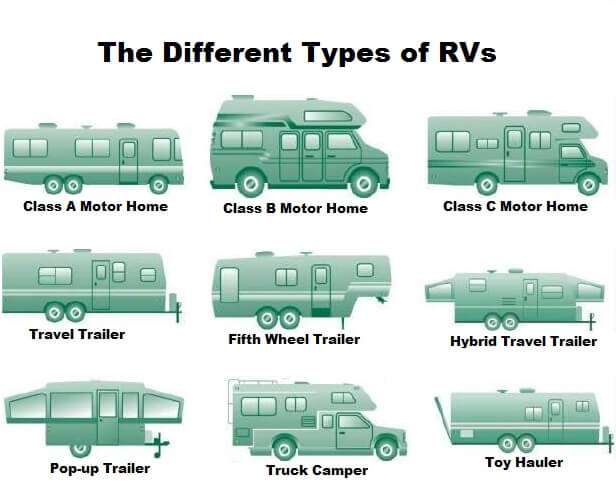 The Different Types of RVs
Class A Motor Home
Class B Motor Home
Class C Motor Home
Travel Trailer
Fifth Wheel Trailer
Hybrid Travel Trailer
Pop-up Trailer
Truck Camper
Toy Hauler